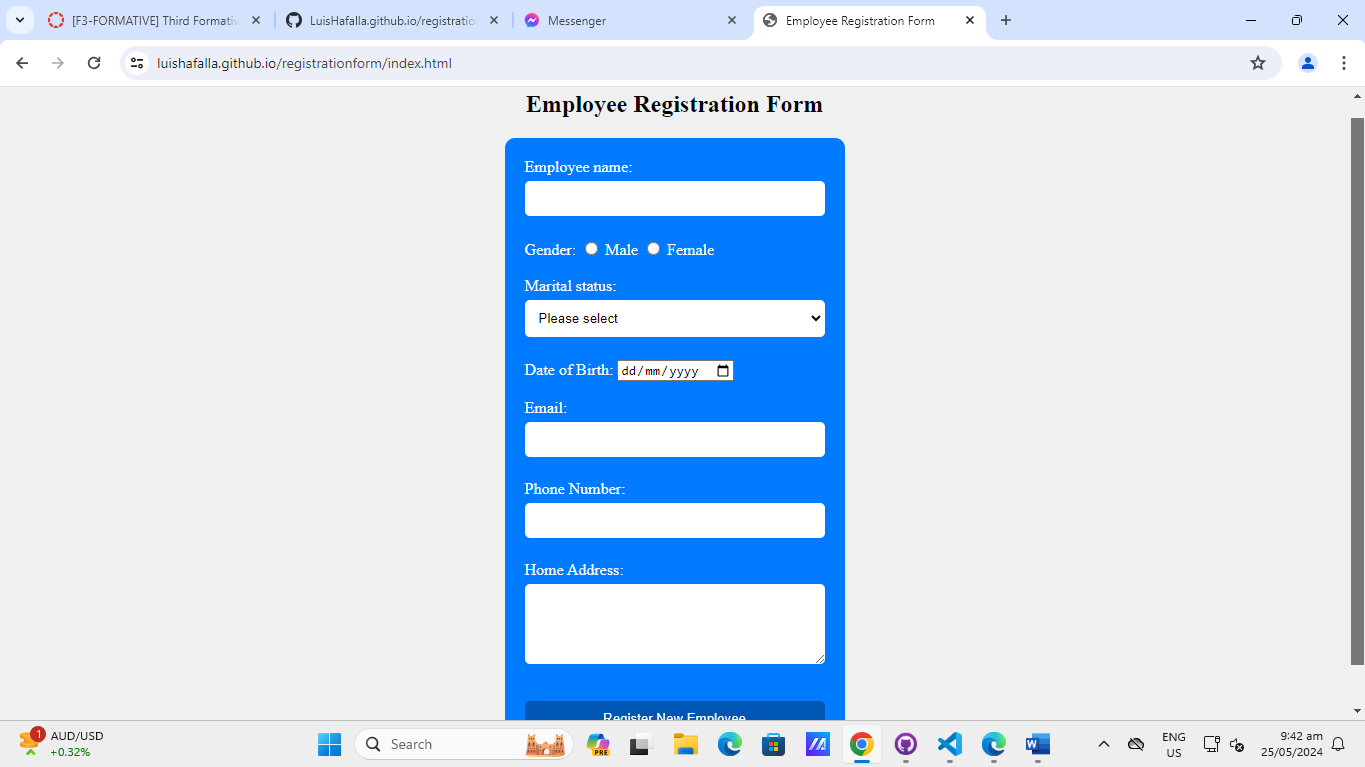 [F3-FORMATIVE] Third Formativ
LuisHafalla.github.io/registration
Messenger
Employee Registration Form
luishafalla.github.io/registrationform/index.html
Employee Registration Form
Employee name:
Gender: Male Female
Marital status:
Please select
Date of Birth: dd/mm/yyyy
Email:
Phone Number:
Home Address:
Register New Employee
1
AUD/USD
+0.32%
Search
PRE
ENG
US
9:42 am
25/05/2024